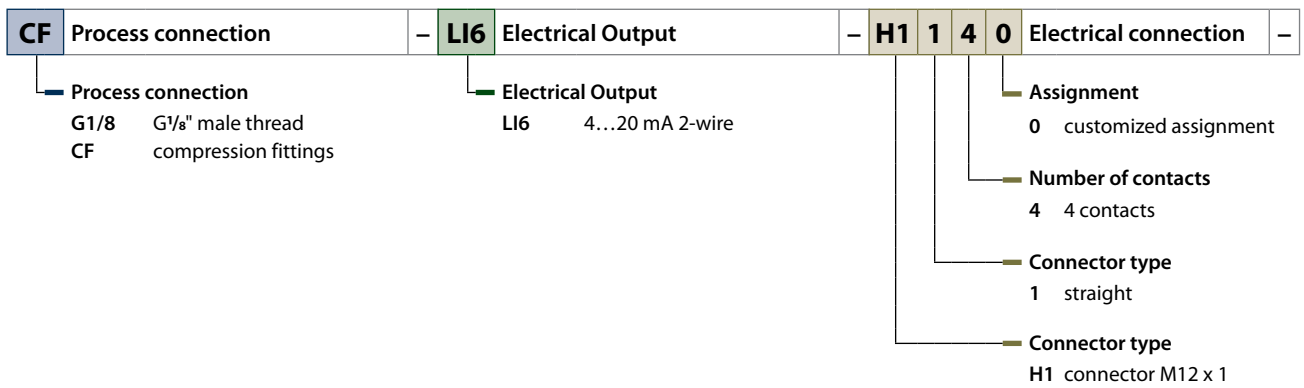 CF Process connection – LI6 Electrical Output – H1 1 4 0 Electrical connection –
Process connection
G1/8 G1/8" male thread
CF compression fittings
Electrical Output
LI6 4…20 mA 2-wire
Assignment
0 customized assignment
Number of contacts
4 4 contacts
Connector type
1 straight
Connector type
H1 connector M12 x 1